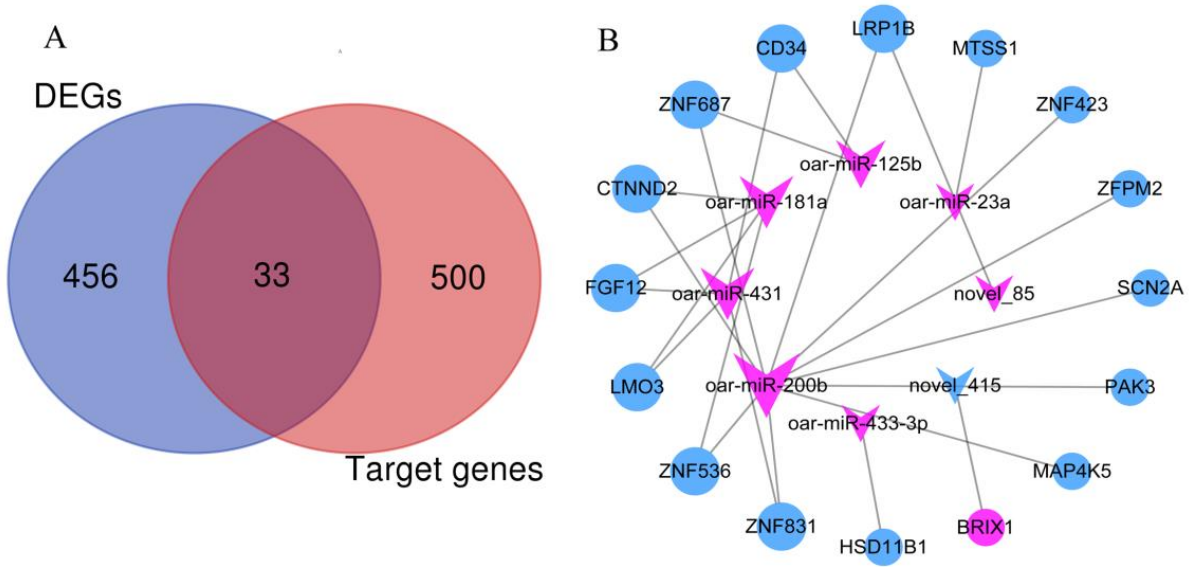 A
DEGs
456
33
500
Target genes
B
LRP1B
CD34
MTSS1
ZNF687
ZNF423
oar-miR-125b
CTNND2
oar-miR-181a
oar-miR-23a
ZFPM2
FGF12
oar-miR-431
novel_85
SCN2A
LMO3
oar-miR-200b
novel_415
PAK3
oar-miR-433-3p
ZNF536
MAP4K5
ZNF831
BRIX1
HSD11B1